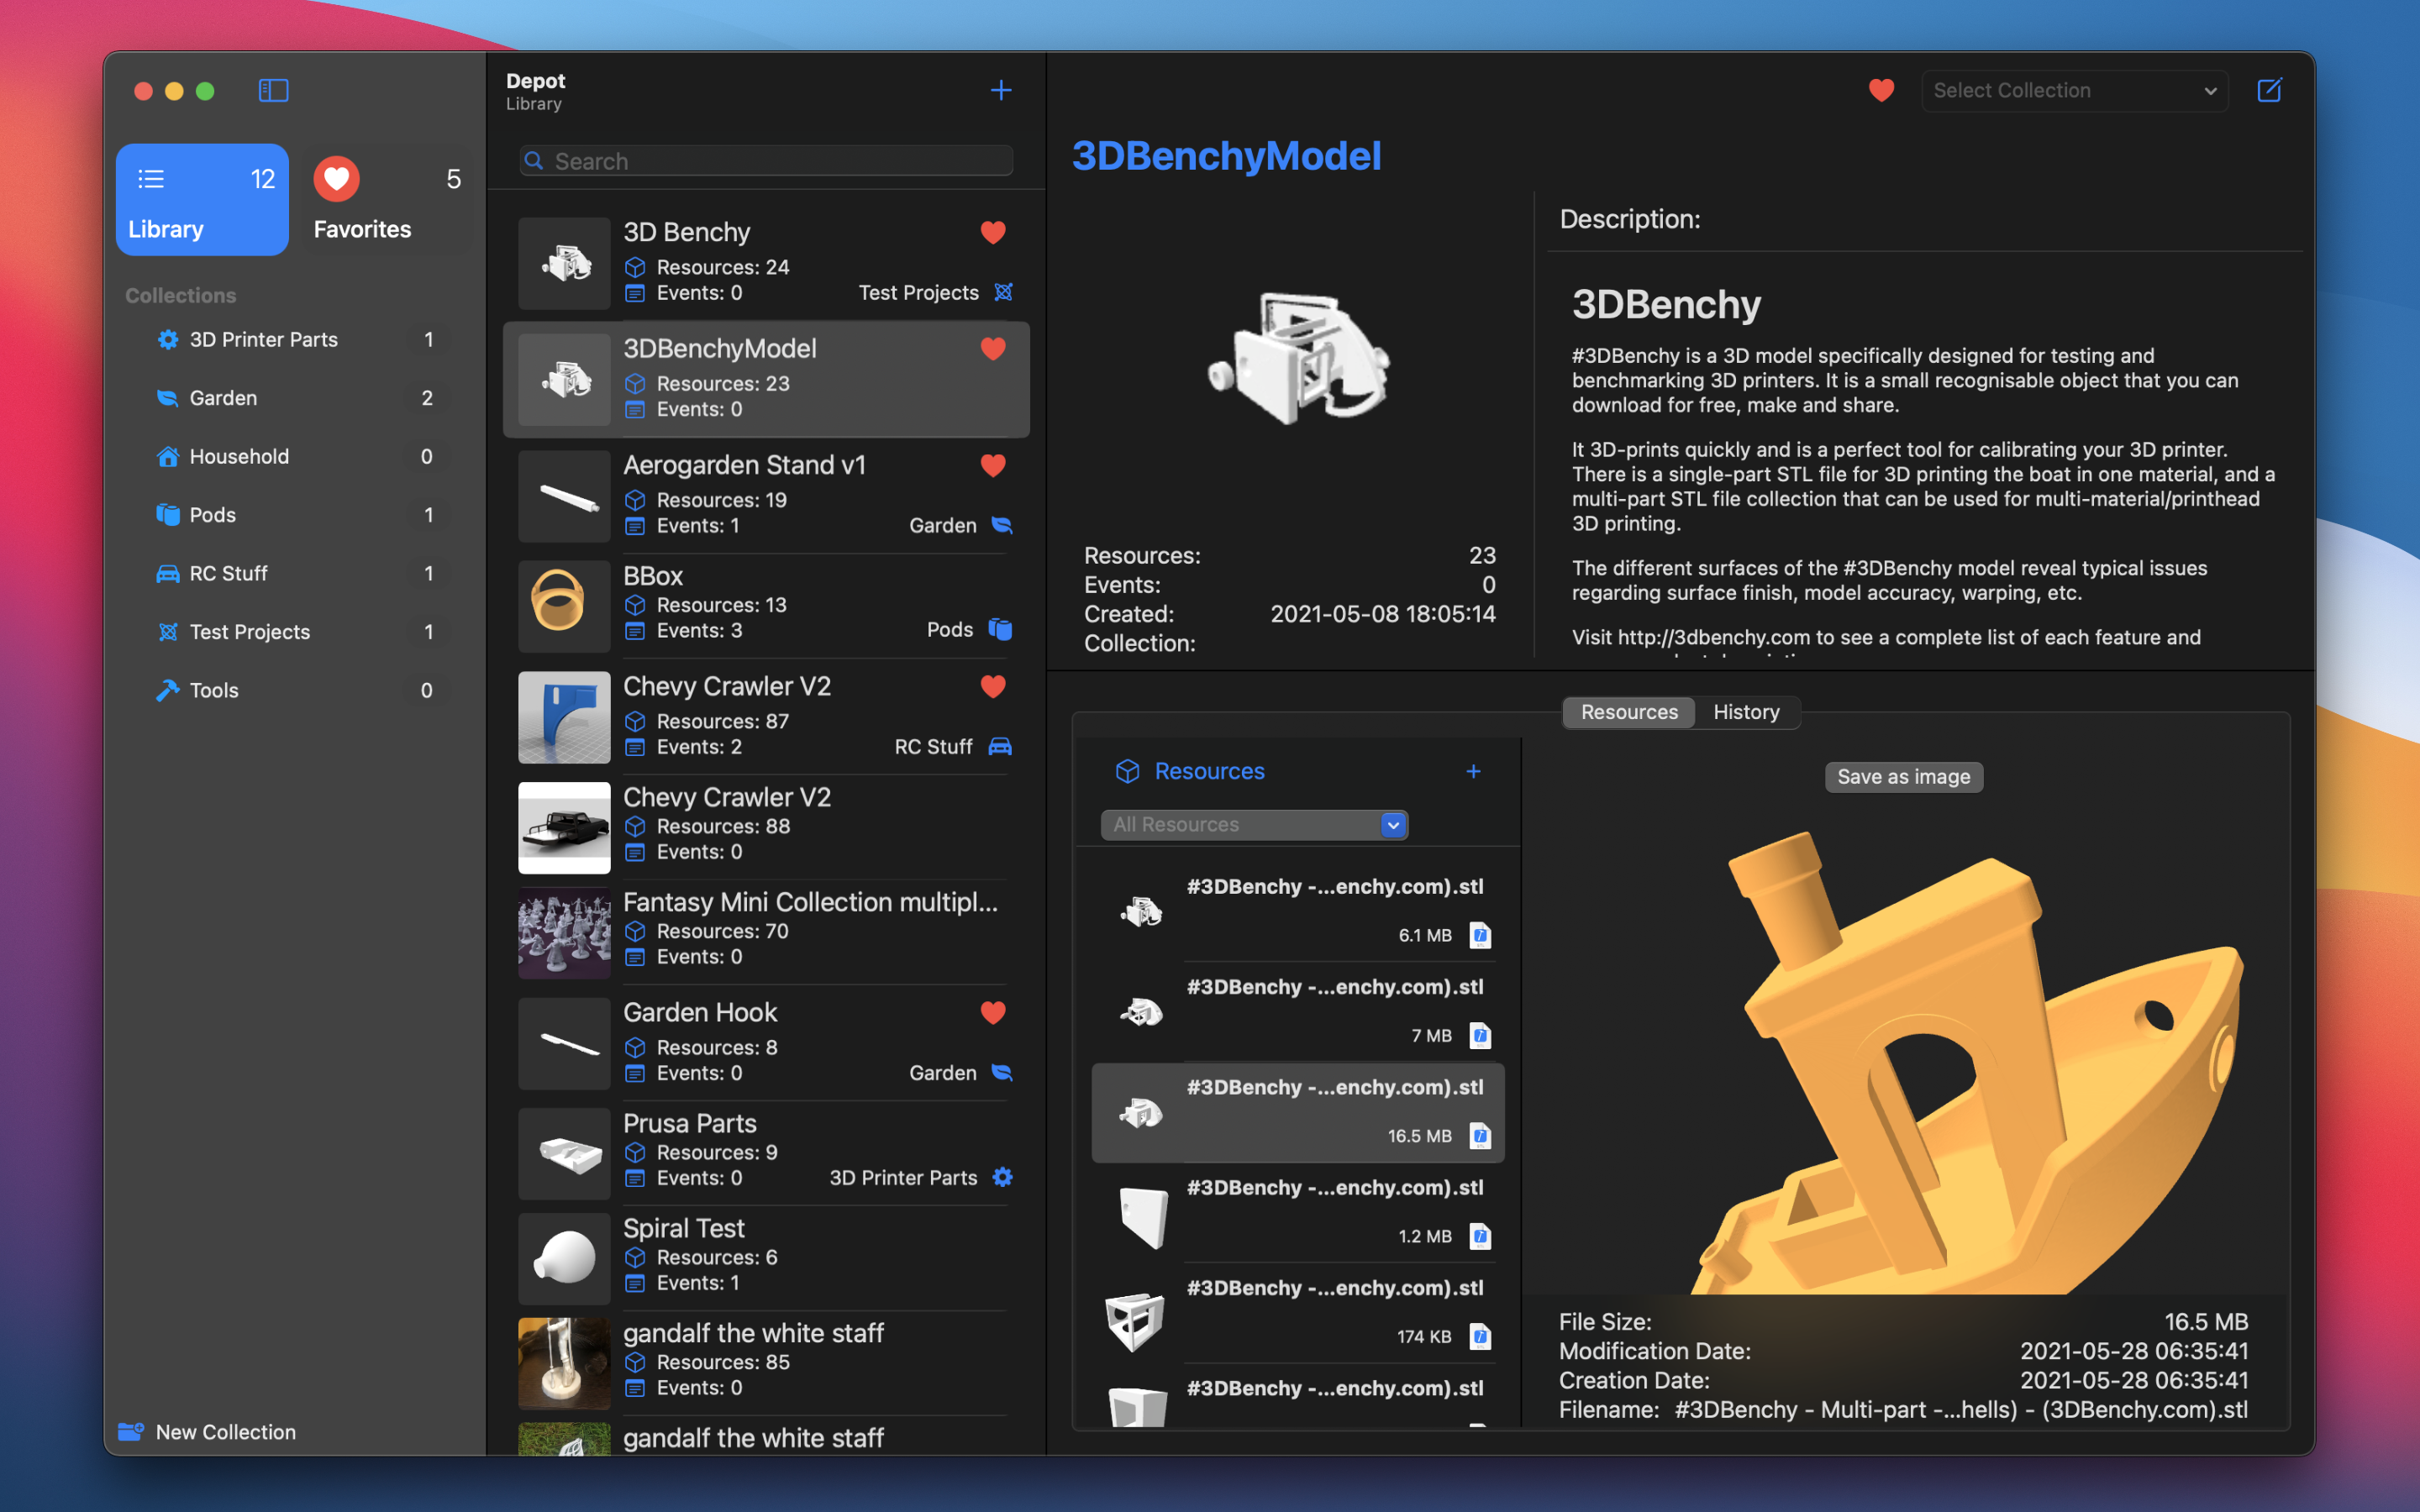 Library
12
Favorites
5
Collections
3D Printer Parts 1
Garden 2
Household 0
Pods 1
RC Stuff 1
Test Projects 1
Tools 0
New Collection
Depot
Library
Search
3D Benchy
Resources: 24
Events: 0 Test Projects
3DBenchyModel
Resources: 23
Events: 0
Aerogarden Stand v1
Resources: 19
Events: 1 Garden
BBox
Resources: 13
Events: 3 Pods
Chevy Crawler V2
Resources: 87
Events: 2 RC Stuff
Chevy Crawler V2
Resources: 88
Events: 0
Fantasy Mini Collection multipl...
Resources: 70
Events: 0
Garden Hook
Resources: 8
Events: 0 Garden
Prusa Parts
Resources: 9
Events: 0 3D Printer Parts
Spiral Test
Resources: 6
Events: 1
gandalf the white staff
Resources: 85
Events: 0
gandalf the white staff
Select Collection
3DBenchyModel
Resources: 23
Events: 0
Created: 2021-05-08 18:05:14
Collection:
Description:
3DBenchy
#3DBenchy is a 3D model specifically designed for testing and
benchmarking 3D printers. It is a small recognisable object that you can
download for free, make and share.
It 3D-prints quickly and is a perfect tool for calibrating your 3D printer.
There is a single-part STL file for 3D printing the boat in one material, and a
multi-part STL file collection that can be used for multi-material/printhead
3D printing.
The different surfaces of the #3DBenchy model reveal typical issues
regarding surface finish, model accuracy, warping, etc.
Visit http://3dbenchy.com to see a complete list of each feature and
Resources History
Resources
All Resources
#3DBenchy -...enchy.com).stl
6.1 MB
#3DBenchy -...enchy.com).stl
7 MB
#3DBenchy -...enchy.com).stl
16.5 MB
#3DBenchy -...enchy.com).stl
1.2 MB
#3DBenchy -...enchy.com).stl
174 KB
#3DBenchy -...enchy.com).stl
Save as image
File Size: 16.5 MB
Modification Date: 2021-05-28 06:35:41
Creation Date: 2021-05-28 06:35:41
Filename: #3DBenchy - Multi-part -...hells) - (3DBenchy.com).stl